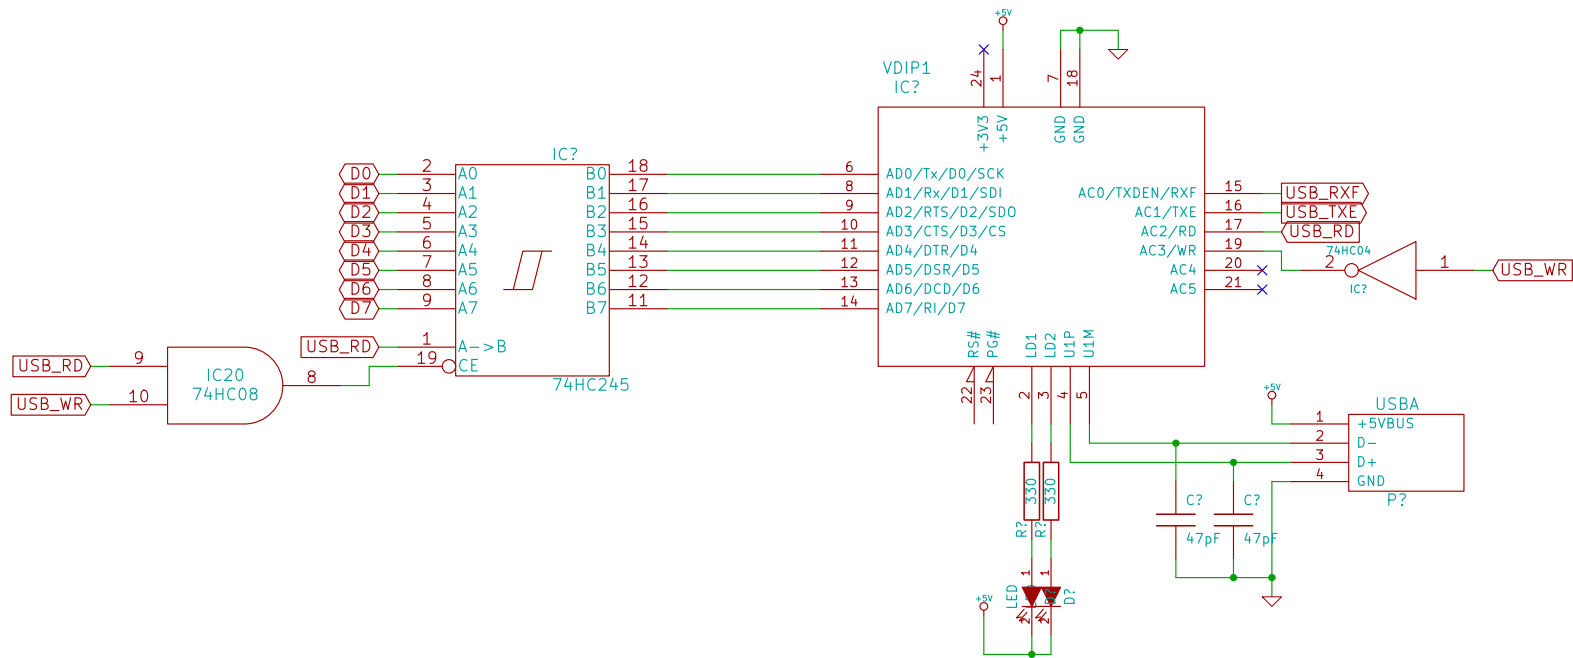 +5V
VDIP1
IC?
24
1
7
18
+3V3
+5V
GND
GND
IC?
D0 2 A0 B0 18 6 AD0/Tx/D0/SCK
D1 3 A1 B1 17 8 AD1/Rx/D1/SDI AC0/TXDEN/RXF 15 USB_RXF
D2 4 A2 B2 16 9 AD2/RTS/D2/SDO AC1/TXE 16 USB_TXE
D3 5 A3 B3 15 10 AD3/CTS/D3/CS AC2/RD 17 USB_RD
D4 6 A4 B4 14 11 AD4/DTR/D4 AC3/WR 19 74HC04
D5 7 A5 B5 13 12 AD5/DSR/D5 AC4 20 2 1 USB_WR
D6 8 A6 B6 12 13 AD6/DCD/D6 AC5 21 IC?
D7 9 A7 B7 11 14 AD7/RI/D7
USB_RD 1 A->B
19 CE
74HC245
USB_RD 9
IC20
74HC08
8
USB_WR 10
RS#
PG#
LD1
LD2
U1P
U1M
22
23
2
3
4
5
+5V
USBA
1 +5VBUS
2 D-
3 D+
4 GND
P?
330
330
R?
R?
C?
47pF
C?
47pF
1
1
LED
D?
2
2
+5V